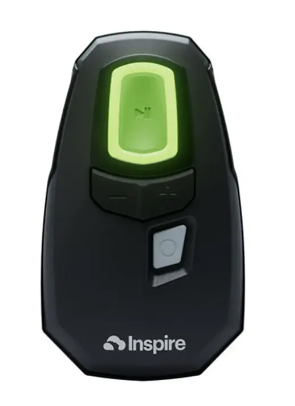 − +
Inspire